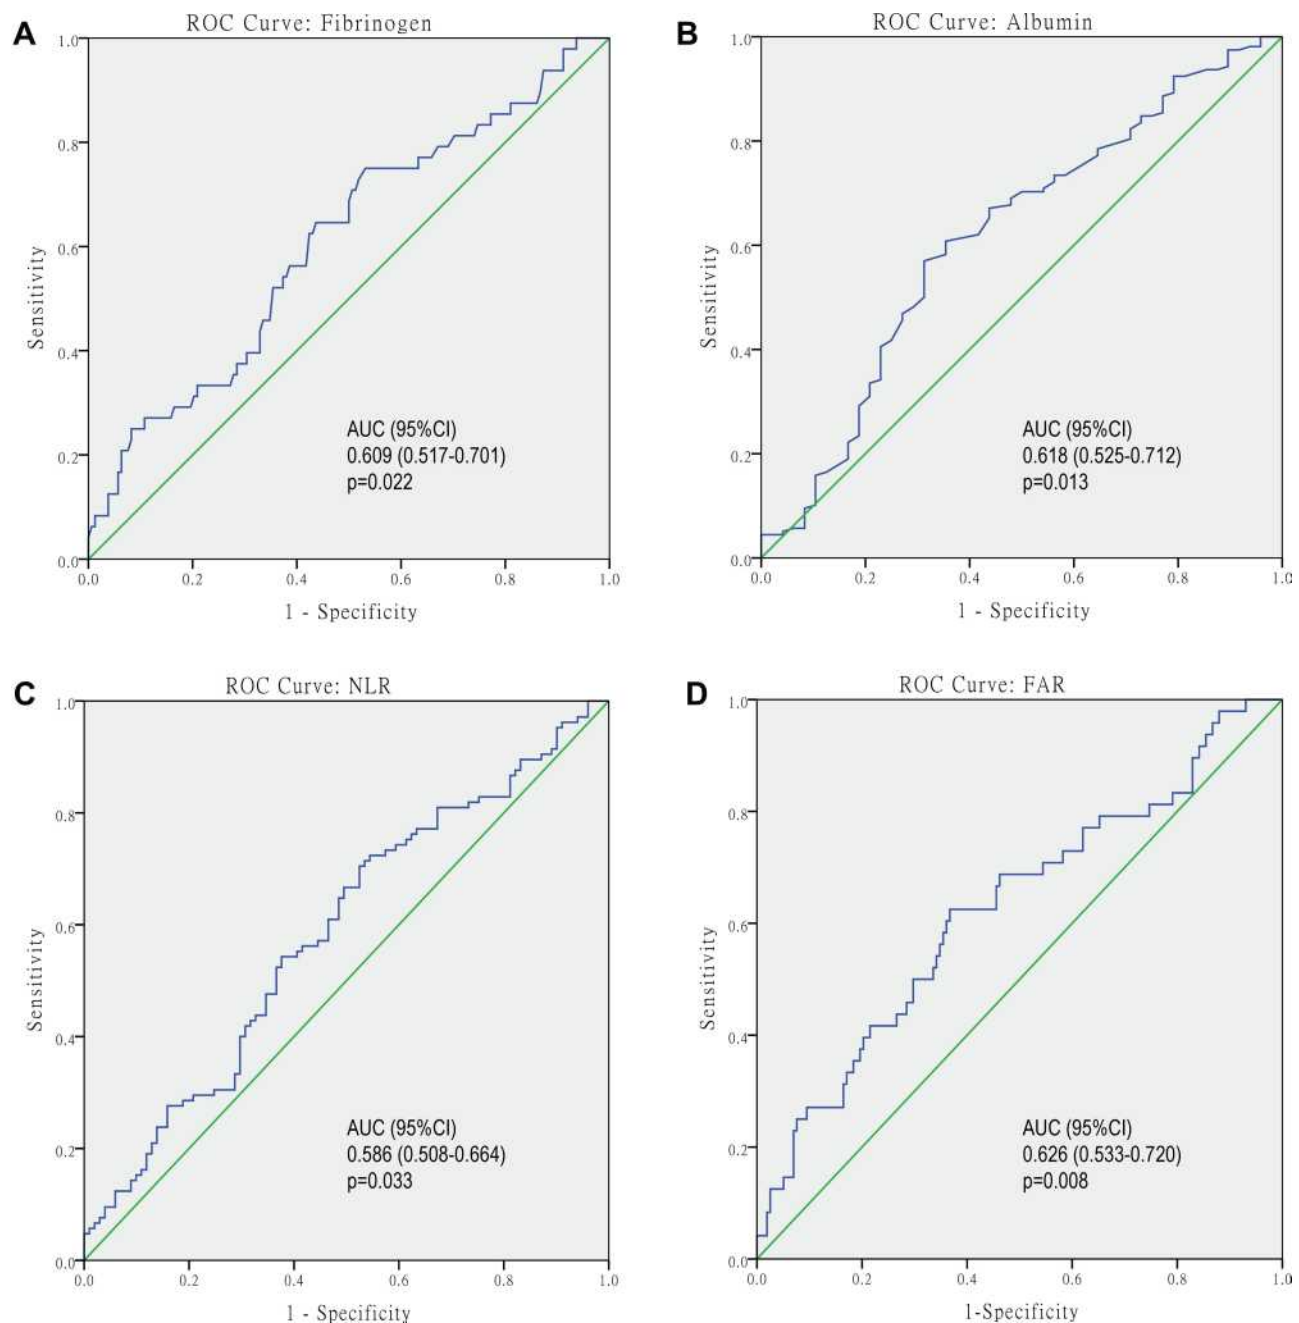 A
ROC Curve: Fibrinogen
1.0
0.8
0.6
0.4
0.2
0.0
Sensitivity
AUC (95%CI)
0.609 (0.517-0.701)
p=0.022
0.0 0.2 0.4 0.6 0.8 1.0
1 - Specificity
B
ROC Curve: Albumin
1.0
0.8
0.6
0.4
0.2
0.0
Sensitivity
AUC (95%CI)
0.618 (0.525-0.712)
p=0.013
0.0 0.2 0.4 0.6 0.8 1.0
1 - Specificity
C
ROC Curve: NLR
1.0
0.8
0.6
0.4
0.2
0.0
Sensitivity
AUC (95%CI)
0.586 (0.508-0.664)
p=0.033
0.0 0.2 0.4 0.6 0.8 1.0
1 - Specificity
D
ROC Curve: FAR
1.0
0.8
0.6
0.4
0.2
0.0
Sensitivity
AUC (95%CI)
0.626 (0.533-0.720)
p=0.008
0.0 0.2 0.4 0.6 0.8 1.0
1-Specificity